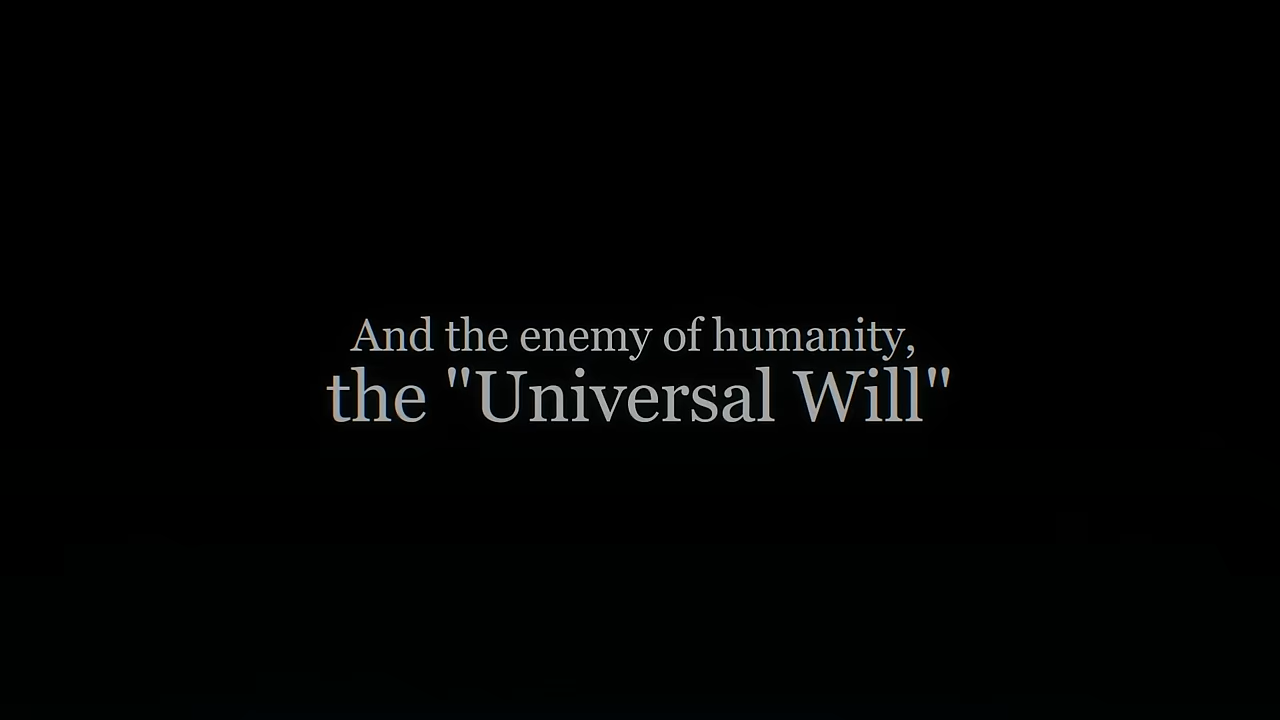 And the enemy of humanity,
the "Universal Will"